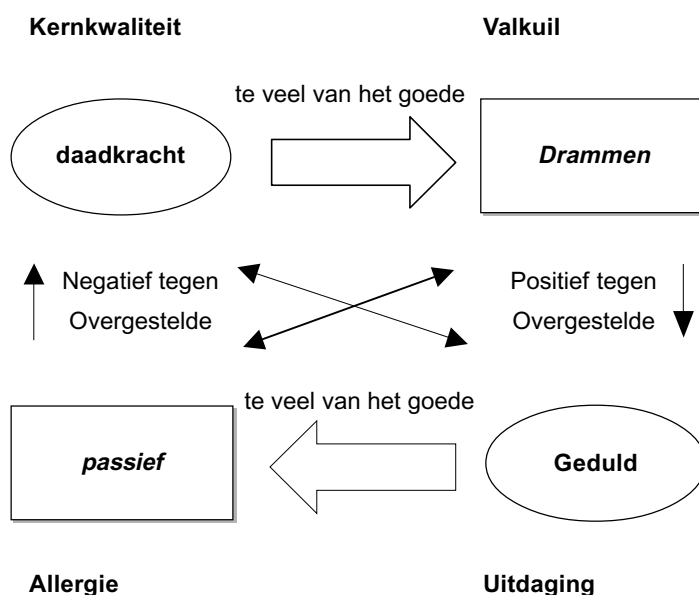 Kernkwaliteit Valkuil
te veel van het goede
daadkracht Drammen
Negatief tegen Positief tegen
Overgestelde Overgestelde
te veel van het goede
passief Geduld
Allergie Uitdaging